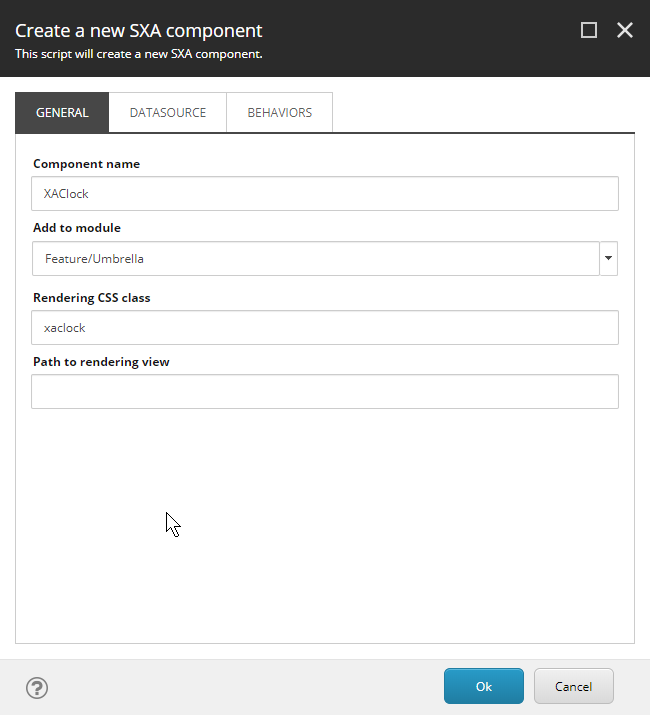 Create a new SXA component
This script will create a new SXA component.
GENERAL DATASOURCE BEHAVIORS
Component name
XAClock
Add to module
Feature/Umbrella
Rendering CSS class
xaclock
Path to rendering view
? Ok Cancel